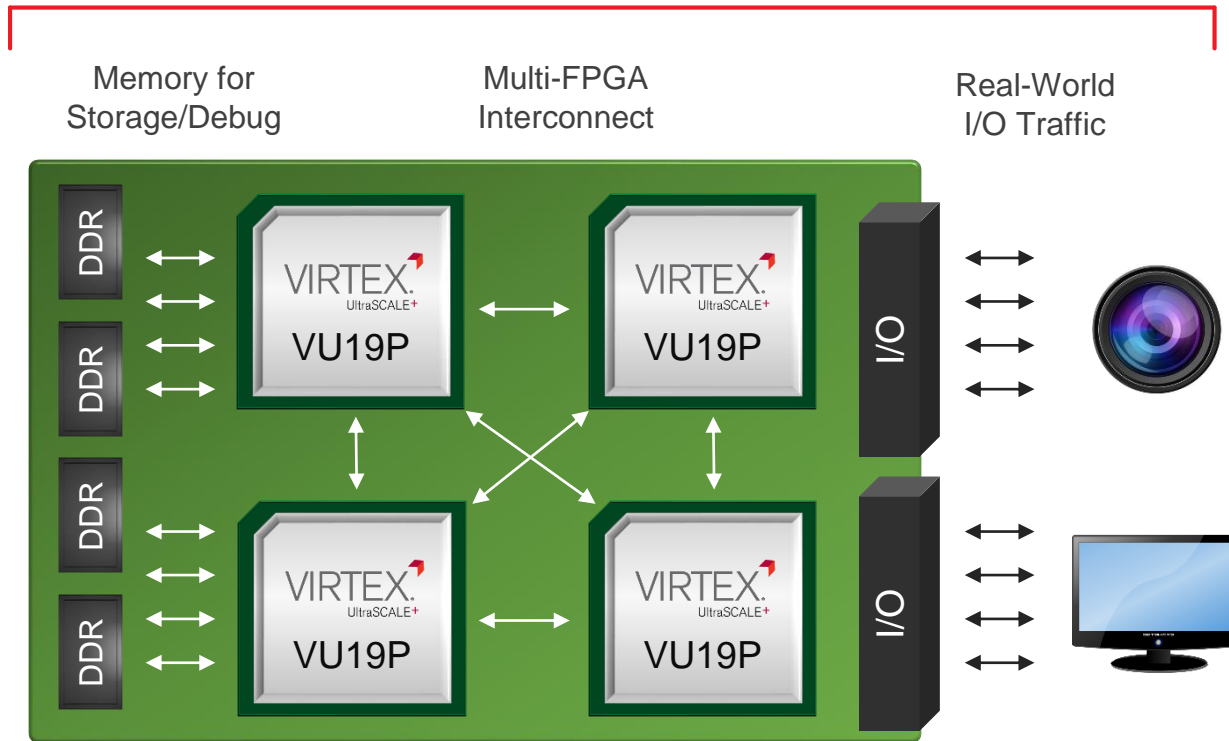 Memory for
Storage/Debug
Multi-FPGA
Interconnect
Real-World
I/O Traffic
DDR
DDR
DDR
DDR
VIRTEX.
UltraSCALE+
VU19P
VIRTEX.
UltraSCALE+
VU19P
VIRTEX.
UltraSCALE+
VU19P
VIRTEX.
UltraSCALE+
VU19P
I/O
I/O